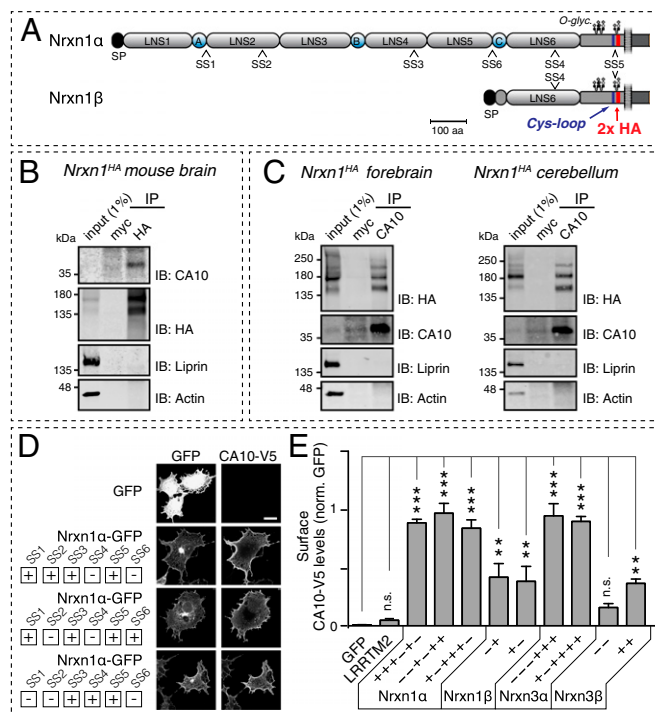 A
O-glyc.
Nrxn1α
LNS1 A LNS2 LNS3 B LNS4 LNS5 C LNS6
SP
SS1 SS2 SS3 SS6 SS4 SS5
SS4
Nrxn1β
LNS6
SP
100 aa
Cys-loop
2x HA
B
Nrxn1HA mouse brain
IP
input (1%) myc HA
kDa
35
IB: CA10
180
135
IB: HA
135
IB: Liprin
48
IB: Actin
C
Nrxn1HA forebrain
IP
input (1%) myc CA10
kDa
250
180
135
IB: HA
35
IB: CA10
135
IB: Liprin
48
IB: Actin
Nrxn1HA cerebellum
IP
input (1%) myc CA10
kDa
250
180
135
IB: HA
35
IB: CA10
135
IB: Liprin
48
IB: Actin
D
GFP CA10-V5
GFP
Nrxn1α-GFP
SS1 SS2 SS3 SS4 SS5 SS6
+ + + - + -
Nrxn1α-GFP
SS1 SS2 SS3 SS4 SS5 SS6
+ - + - + +
Nrxn1α-GFP
SS1 SS2 SS3 SS4 SS5 SS6
- - + + + -
E
Surface
CA10-V5 levels (norm. GFP)
1
0
n.s. *** *** *** ** ** *** *** n.s. **
GFP
LRRTM2
Nrxn1α Nrxn1β Nrxn3α Nrxn3β